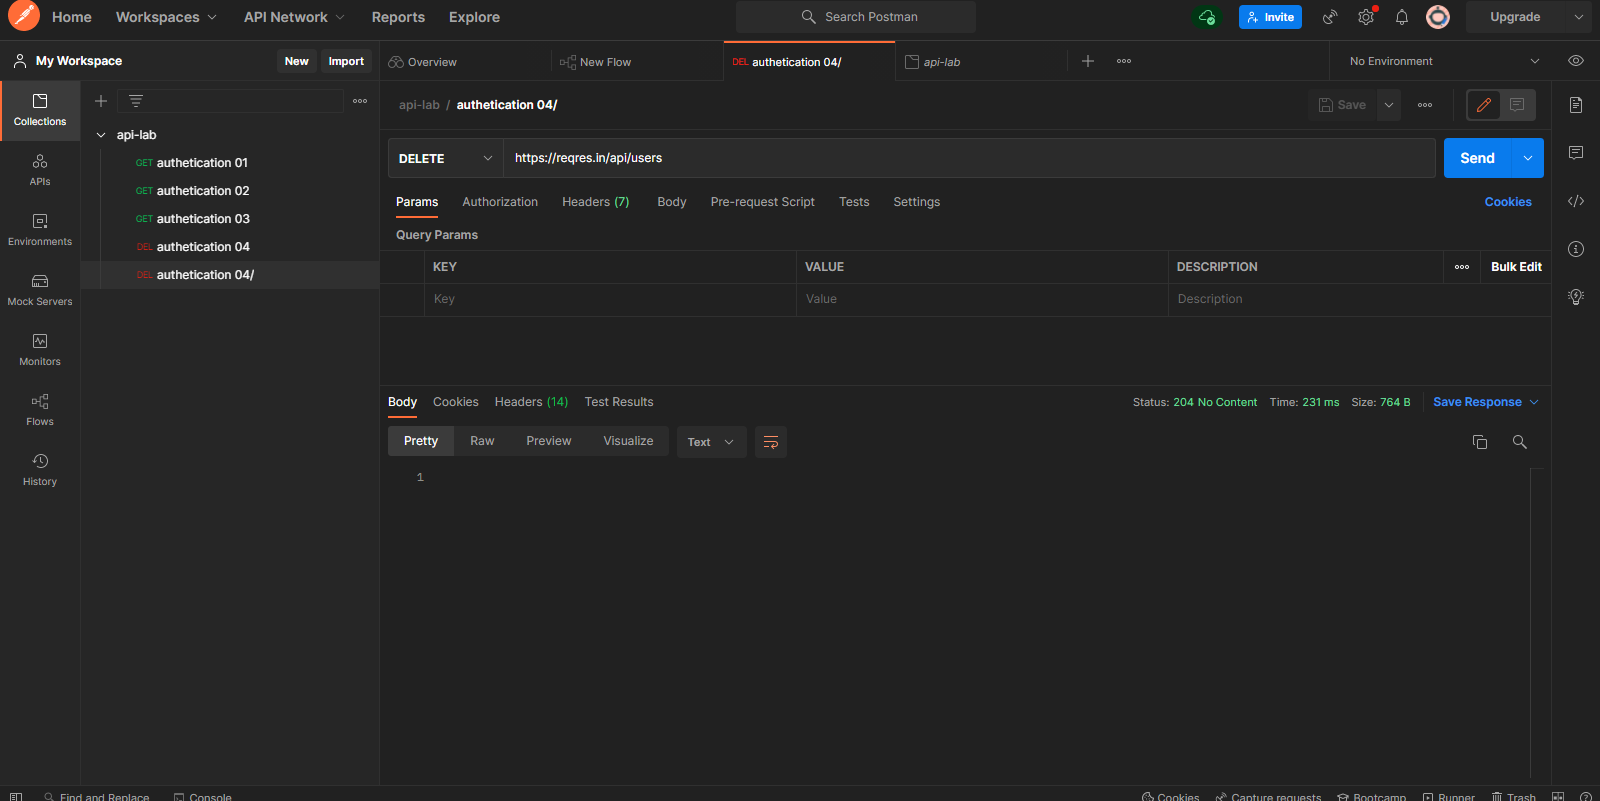 Home Workspaces API Network Reports Explore Search Postman Invite Upgrade
My Workspace New Import Overview New Flow DEL authetication 04/ api-lab No Environment
api-lab / authetication 04/ Save
Collections
api-lab
GET authetication 01
GET authetication 02
GET authetication 03
DEL authetication 04
DEL authetication 04/
APIs
Environments
Mock Servers
Monitors
Flows
History
DELETE https://reqres.in/api/users Send
Params Authorization Headers (7) Body Pre-request Script Tests Settings Cookies
Query Params
KEY VALUE DESCRIPTION Bulk Edit
Key Value Description
Body Cookies Headers (14) Test Results Status: 204 No Content Time: 231 ms Size: 764 B Save Response
Pretty Raw Preview Visualize Text
1
Find and Replace Console Cookies Capture requests Bootcamp Runner Trash